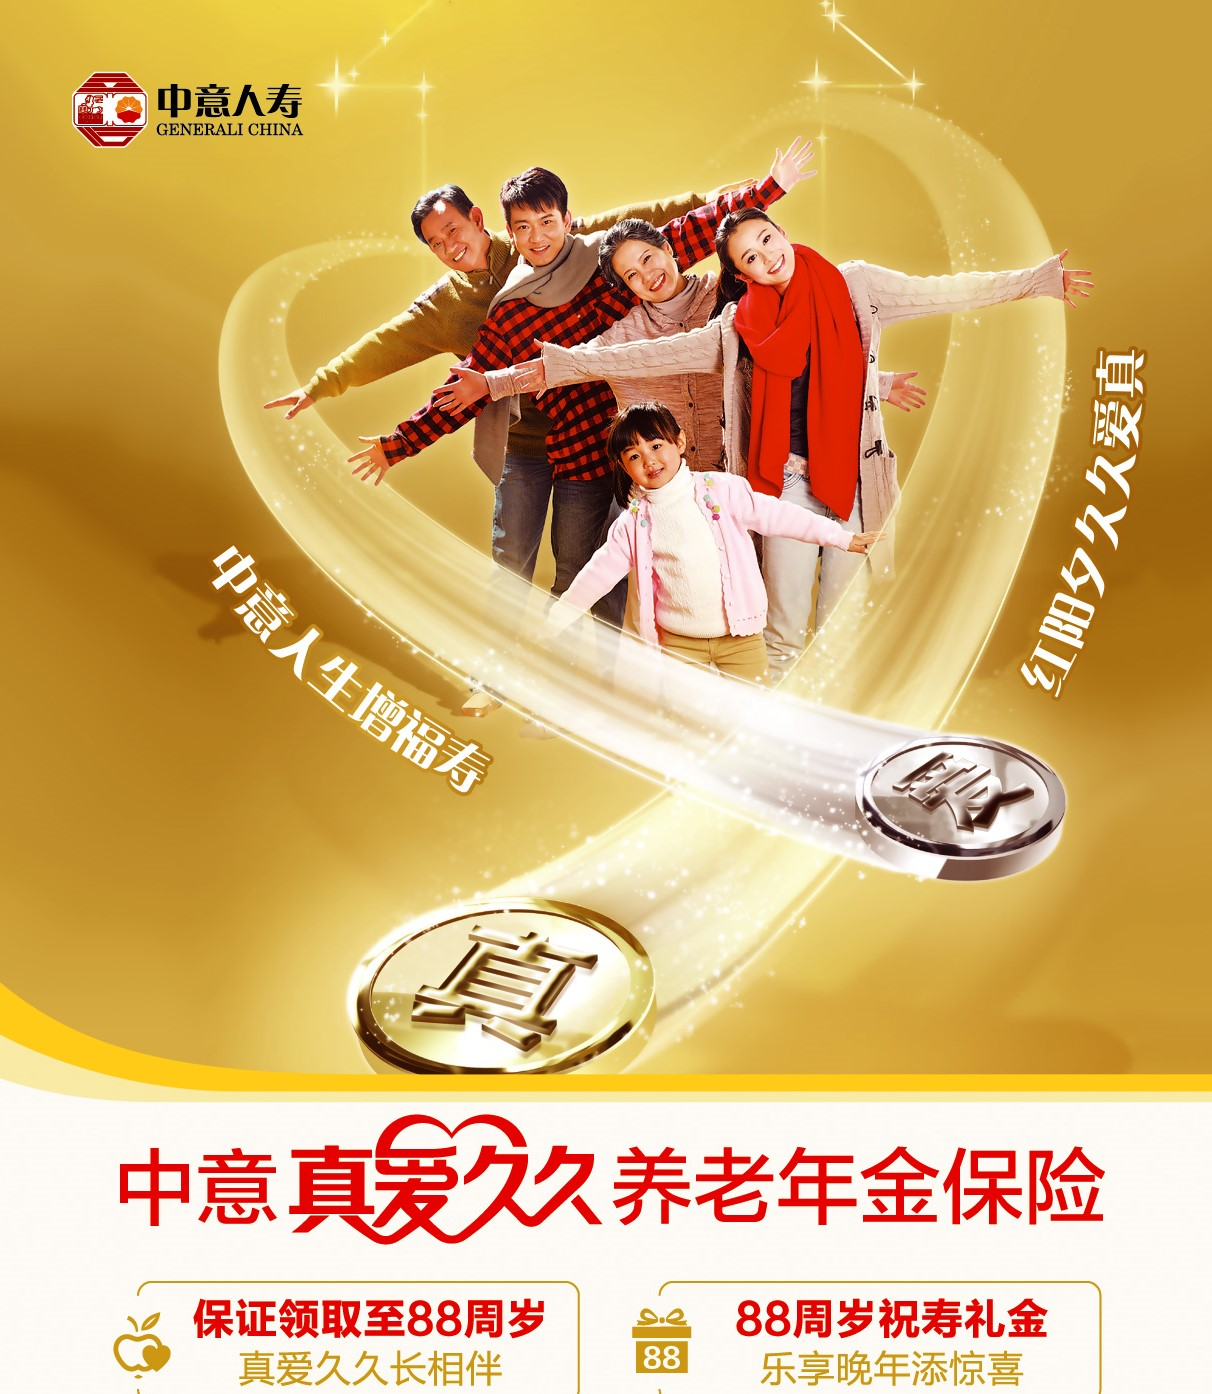 中意人寿
GENERALI CHINA
真爱久久夕阳红
中意人生增福寿
真
中意真爱久久养老年金保险
保证领取至88周岁
真爱久久长相伴
88
88周岁祝寿礼金
乐享晚年添惊喜